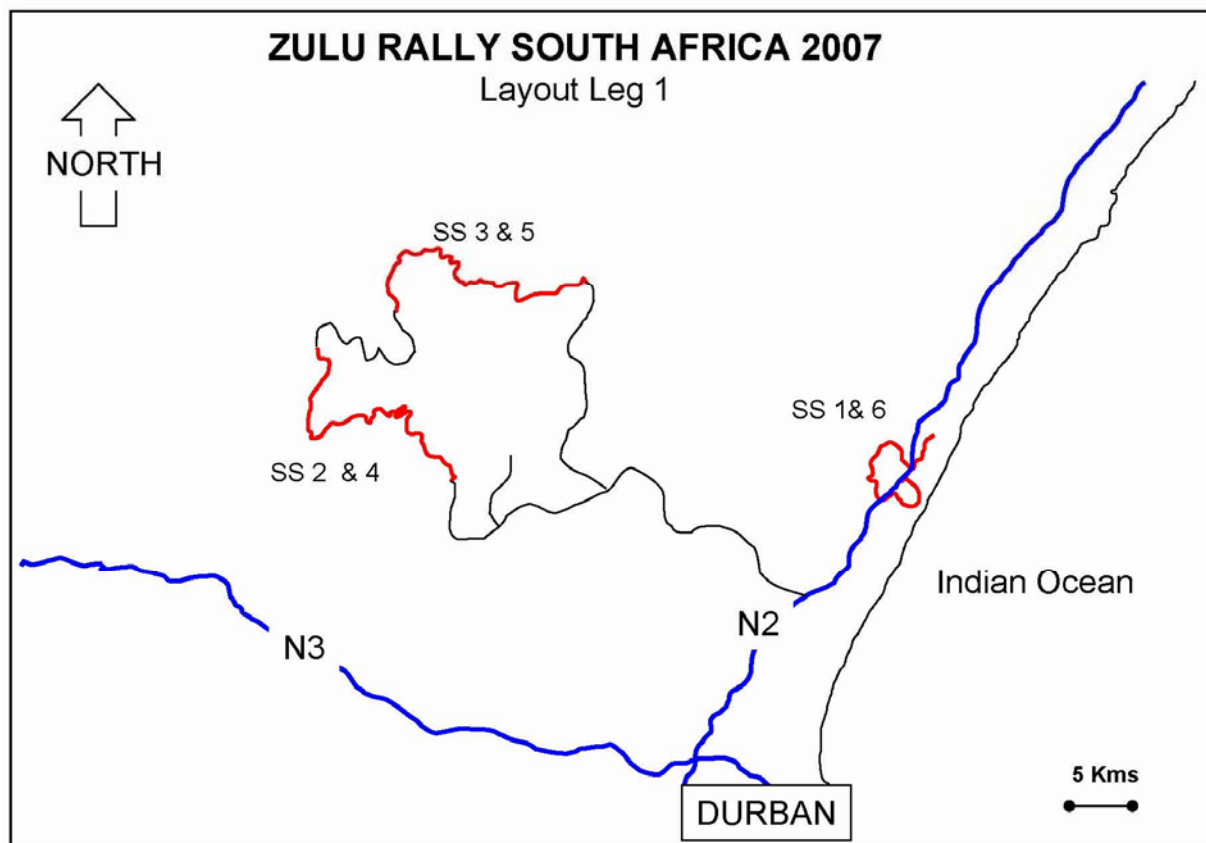 ZULU RALLY SOUTH AFRICA 2007
Layout Leg 1
NORTH
SS 3 & 5
SS 1& 6
SS 2 & 4
Indian Ocean
N2
N3
5 Kms
DURBAN